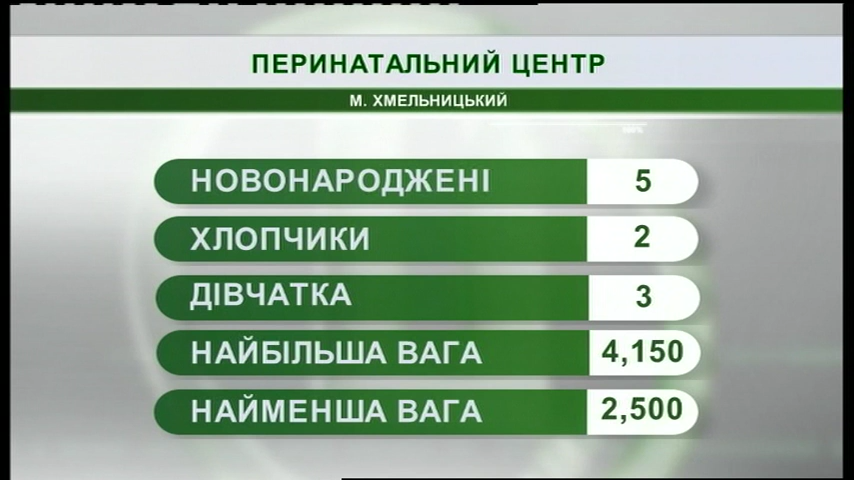 ПЕРИНАТАЛЬНИЙ ЦЕНТР
М. ХМЕЛЬНИЦЬКИЙ
НОВОНАРОДЖЕНІ 5
ХЛОПЧИКИ 2
ДІВЧАТКА 3
НАЙБІЛЬША ВАГА 4,150
НАЙМЕНША ВАГА 2,500